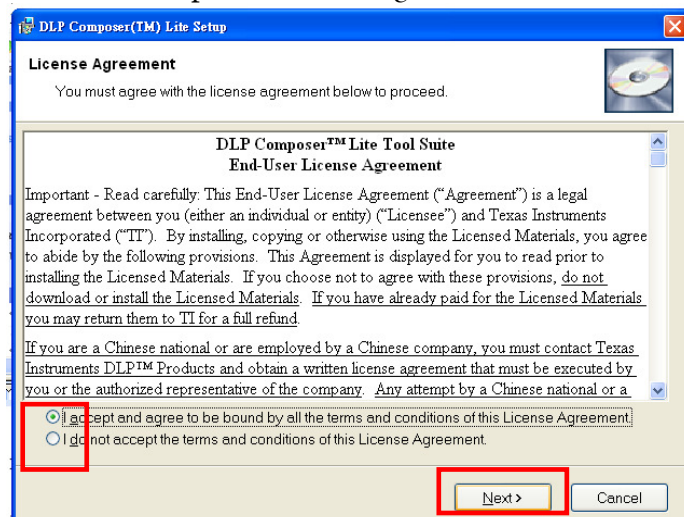 DLP Composer(TM) Lite Setup
License Agreement
You must agree with the license agreement below to proceed.
DLP Composer™ Lite Tool Suite
End-User License Agreement
Important - Read carefully: This End-User License Agreement (“Agreement”) is a legal
agreement between you (either an individual or entity) (“Licensee”) and Texas Instruments
Incorporated (“TI”). By installing, copying or otherwise using the Licensed Materials, you agree
to abide by the following provisions. This Agreement is displayed for you to read prior to
installing the Licensed Materials. If you choose not to agree with these provisions, do not
download or install the Licensed Materials. If you have already paid for the Licensed Materials
you may return them to TI for a full refund.
If you are a Chinese national or are employed by a Chinese company, you must contact Texas
Instruments DLP™ Products and obtain a written license agreement that must be executed by
you or the authorized representative of the company. Any attempt by a Chinese national or a
I accept and agree to be bound by all the terms and conditions of this License Agreement.
I do not accept the terms and conditions of this License Agreement.
Next >
Cancel